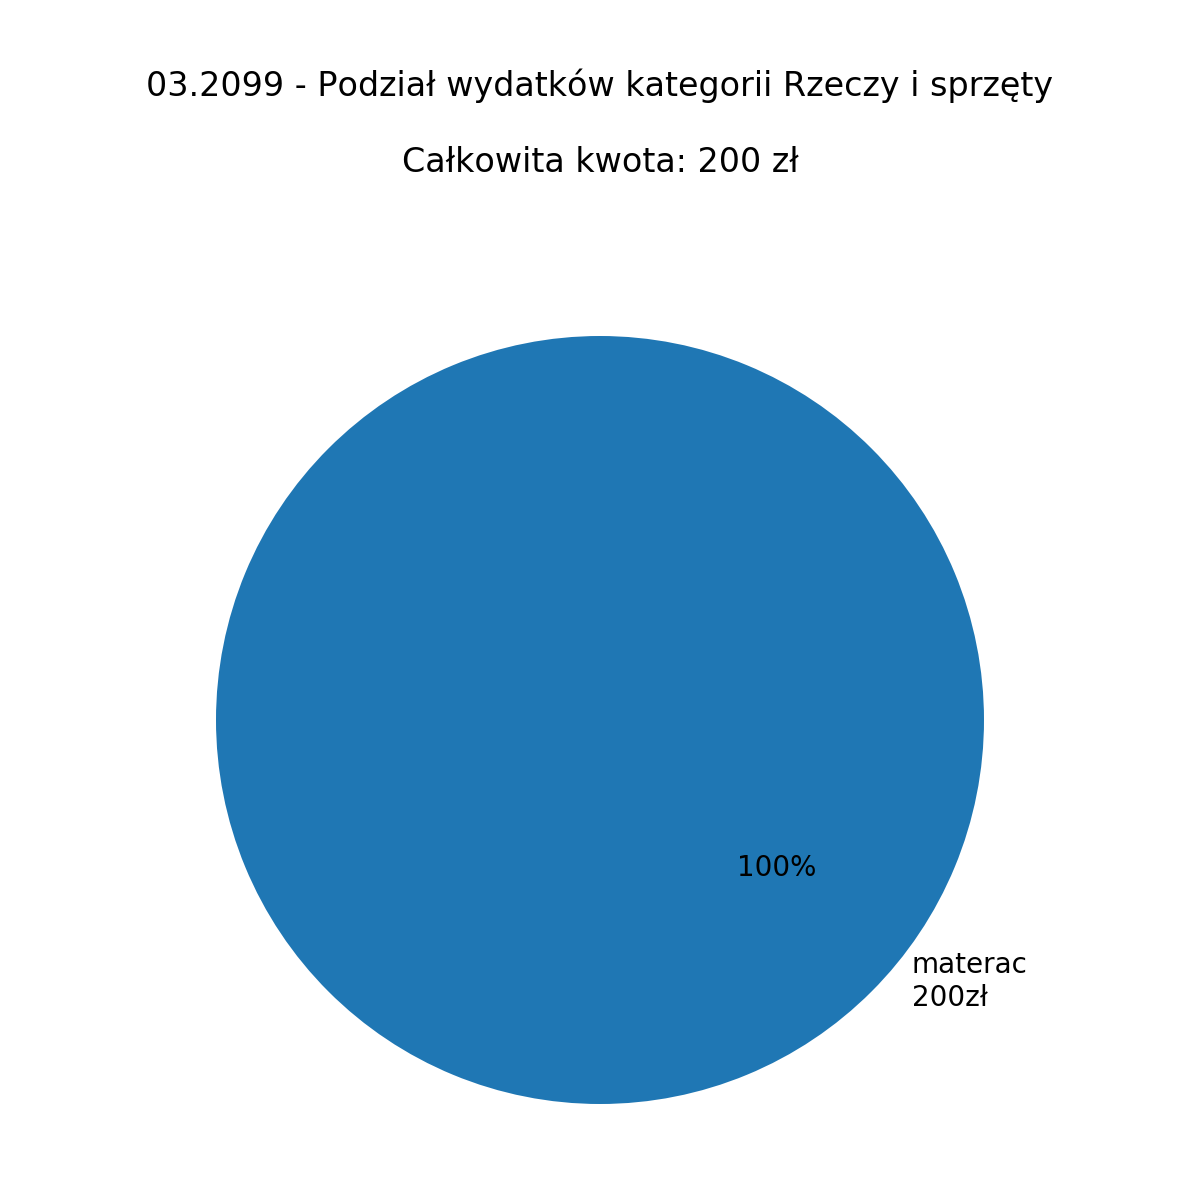 03.2099 - Podział wydatków kategorii Rzeczy i sprzęty
Całkowita kwota: 200 zł
100%
materac
200zł